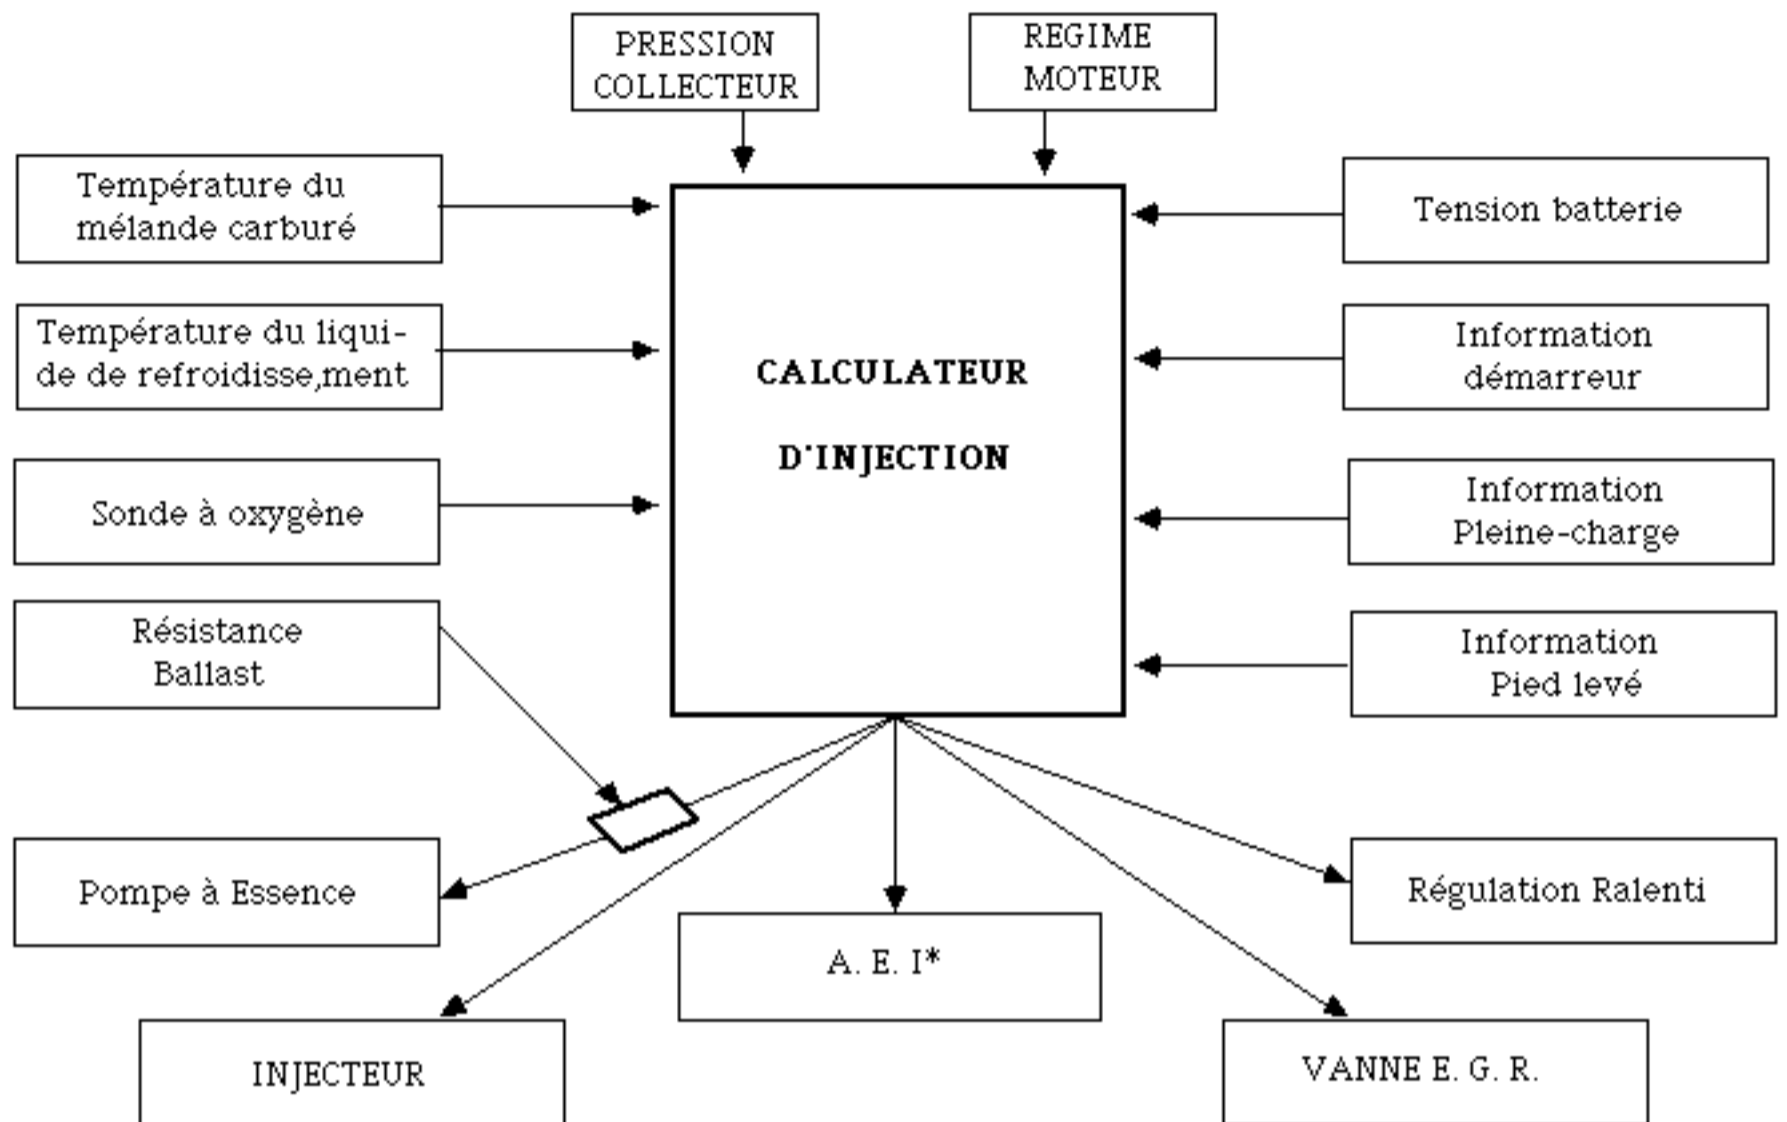 PRESSION
COLLECTEUR
REGIME
MOTEUR
Température du
mélande carburé
Tension batterie
Température du liqui-
de de refroidisse,ment
Information
démarreur
CALCULATEUR
D'INJECTION
Sonde à oxygène
Information
Pleine-charge
Résistance
Ballast
Information
Pied levé
Pompe à Essence
Régulation Ralenti
A. E. I*
INJECTEUR
VANNE E. G. R.